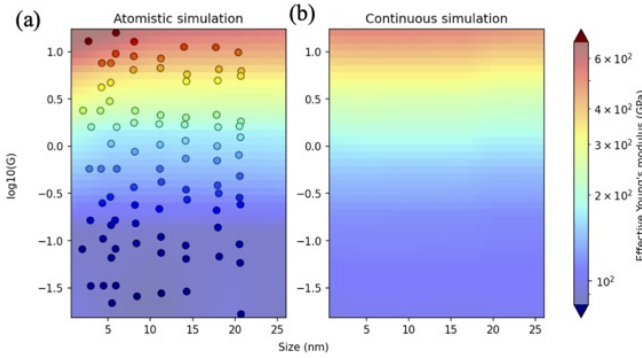 (a) Atomistic simulation
(b) Continuous simulation
log10(G)
1.0
0.5
0.0
−0.5
−1.0
−1.5
5 10 15 20 25
5 10 15 20 25
Size (nm)
6 × 10²
4 × 10²
3 × 10²
2 × 10²
10²
Effective Young's modulus (GPa)